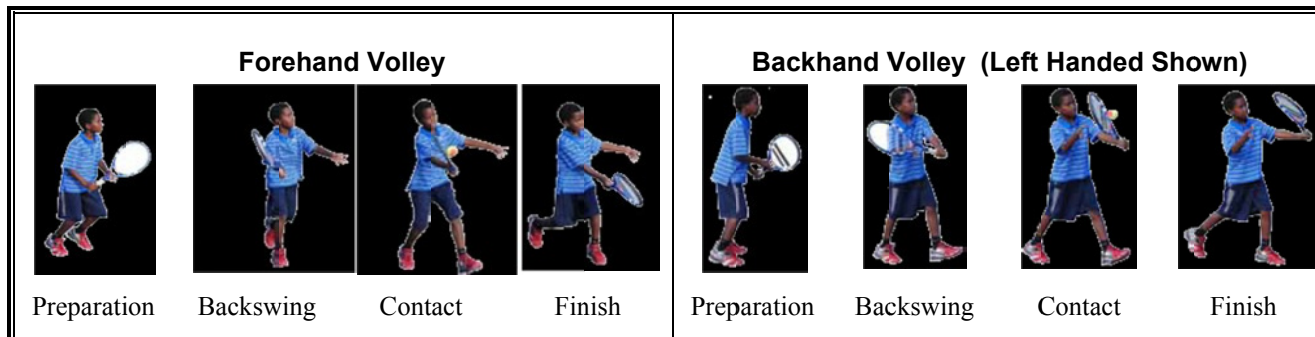 Forehand Volley
Preparation Backswing Contact Finish
Backhand Volley (Left Handed Shown)
Preparation Backswing Contact Finish